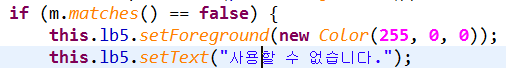 if (m.matches() == false) {
this.lb5.setForeground(new Color(255, 0, 0));
this.lb5.setText("사용할 수 없습니다.");